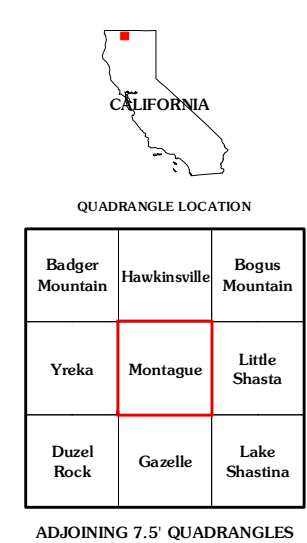 CALIFORNIA
QUADRANGLE LOCATION
Badger
Mountain
Hawkinsville
Bogus
Mountain
Yreka
Montague
Little
Shasta
Duzel
Rock
Gazelle
Lake
Shastina
ADJOINING 7.5' QUADRANGLES